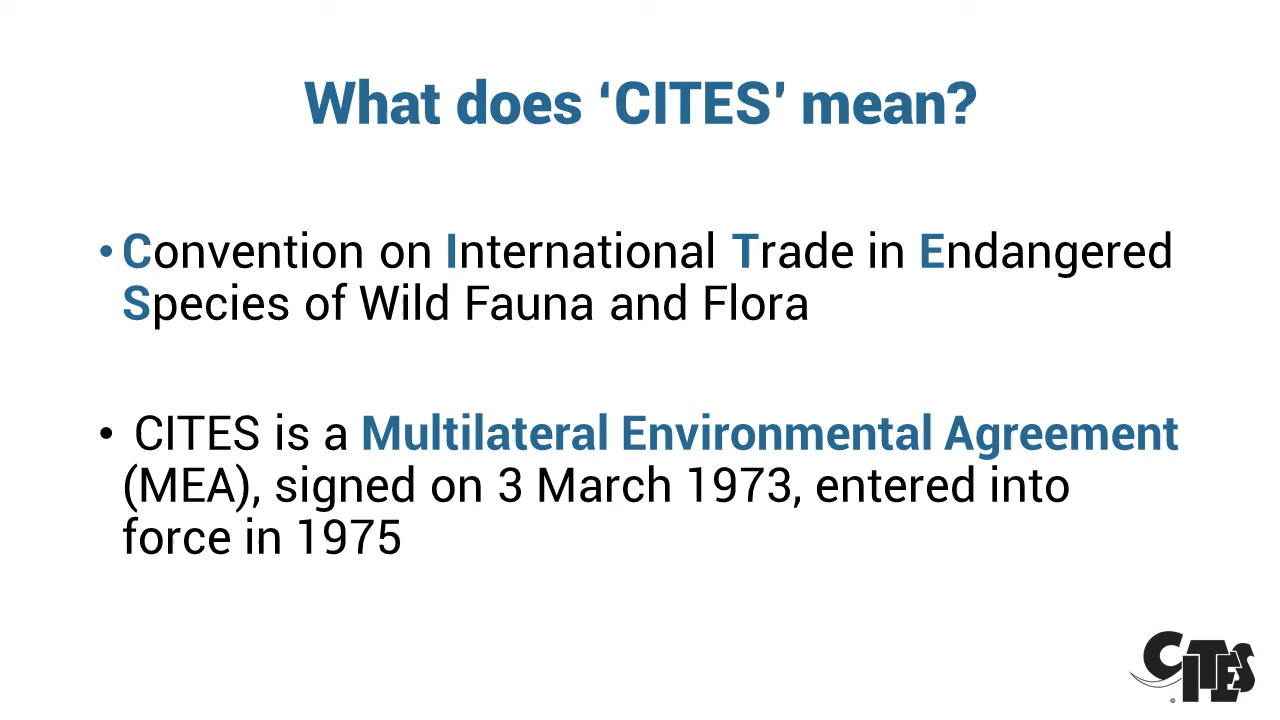 What does ‘CITES’ mean?
• Convention on International Trade in Endangered
Species of Wild Fauna and Flora
• CITES is a Multilateral Environmental Agreement
(MEA), signed on 3 March 1973, entered into
force in 1975
CITES
®